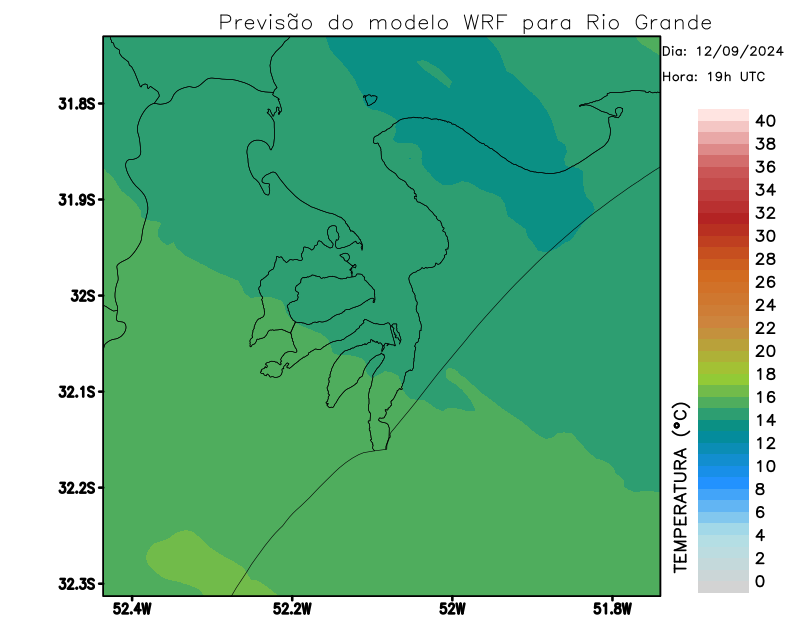 Previsão do modelo WRF para Rio Grande
Dia: 12/09/2024
Hora: 19h UTC
31.8S
31.9S
32S
32.1S
32.2S
32.3S
52.4W
52.2W
52W
51.8W
40
38
36
34
32
30
28
26
24
22
20
18
16
14
12
10
8
6
4
2
0
TEMPERATURA (°C)